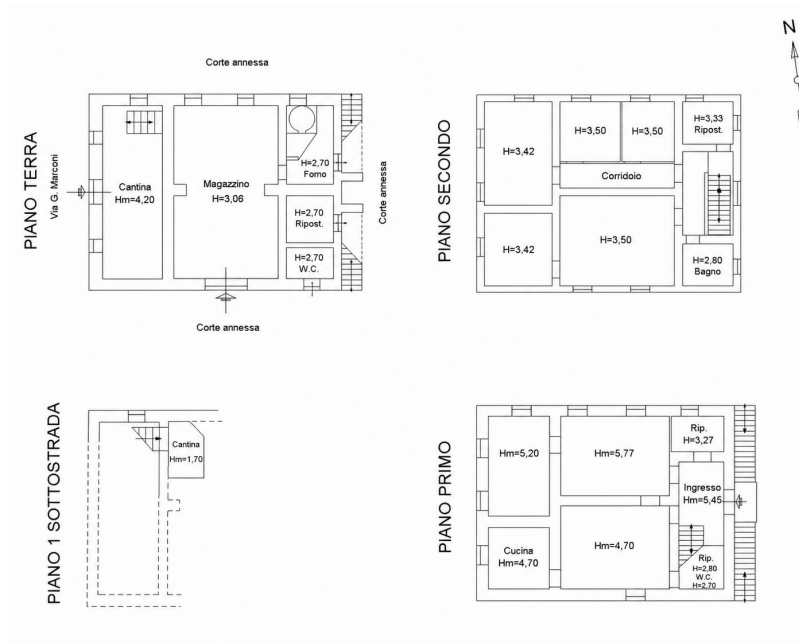 N
PIANO TERRA
Corte annessa
Via G. Marconi
Cantina
Hm=4,20
Magazzino
H=3,06
H=2,70
Forno
H=2,70
Ripost.
H=2,70
W.C.
Corte annessa
Corte annessa
PIANO SECONDO
H=3,42
H=3,50
H=3,50
H=3,33
Ripost.
Corridoio
H=3,42
H=3,50
H=2,80
Bagno
PIANO 1 SOTTOSTRADA
Cantina
Hm=1,70
PIANO PRIMO
Hm=5,20
Hm=5,77
Rip.
H=3,27
Ingresso
Hm=5,45
Cucina
Hm=4,70
Hm=4,70
Rip.
H=2,80
W.C.
H=2,70